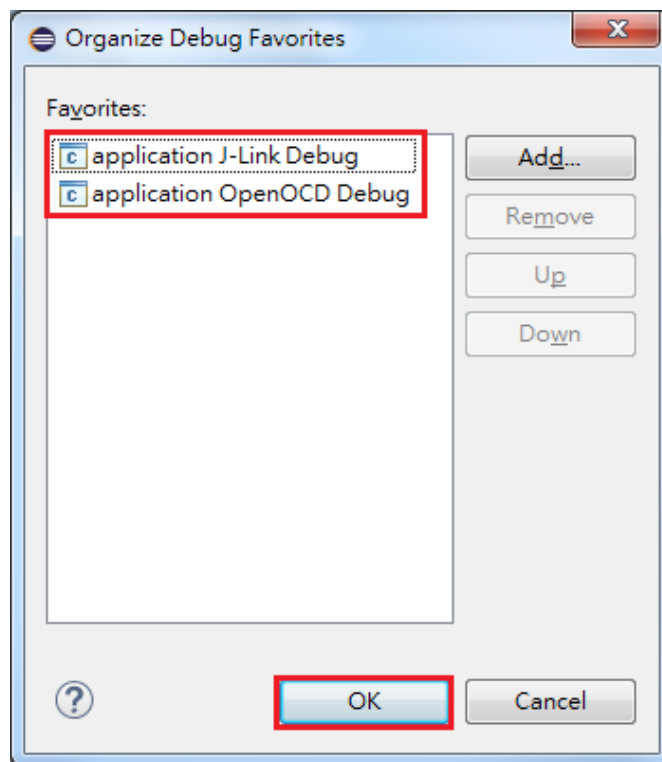 Organize Debug Favorites
Favorites:
application J-Link Debug
application OpenOCD Debug
Add...
Remove
Up
Down
OK
Cancel